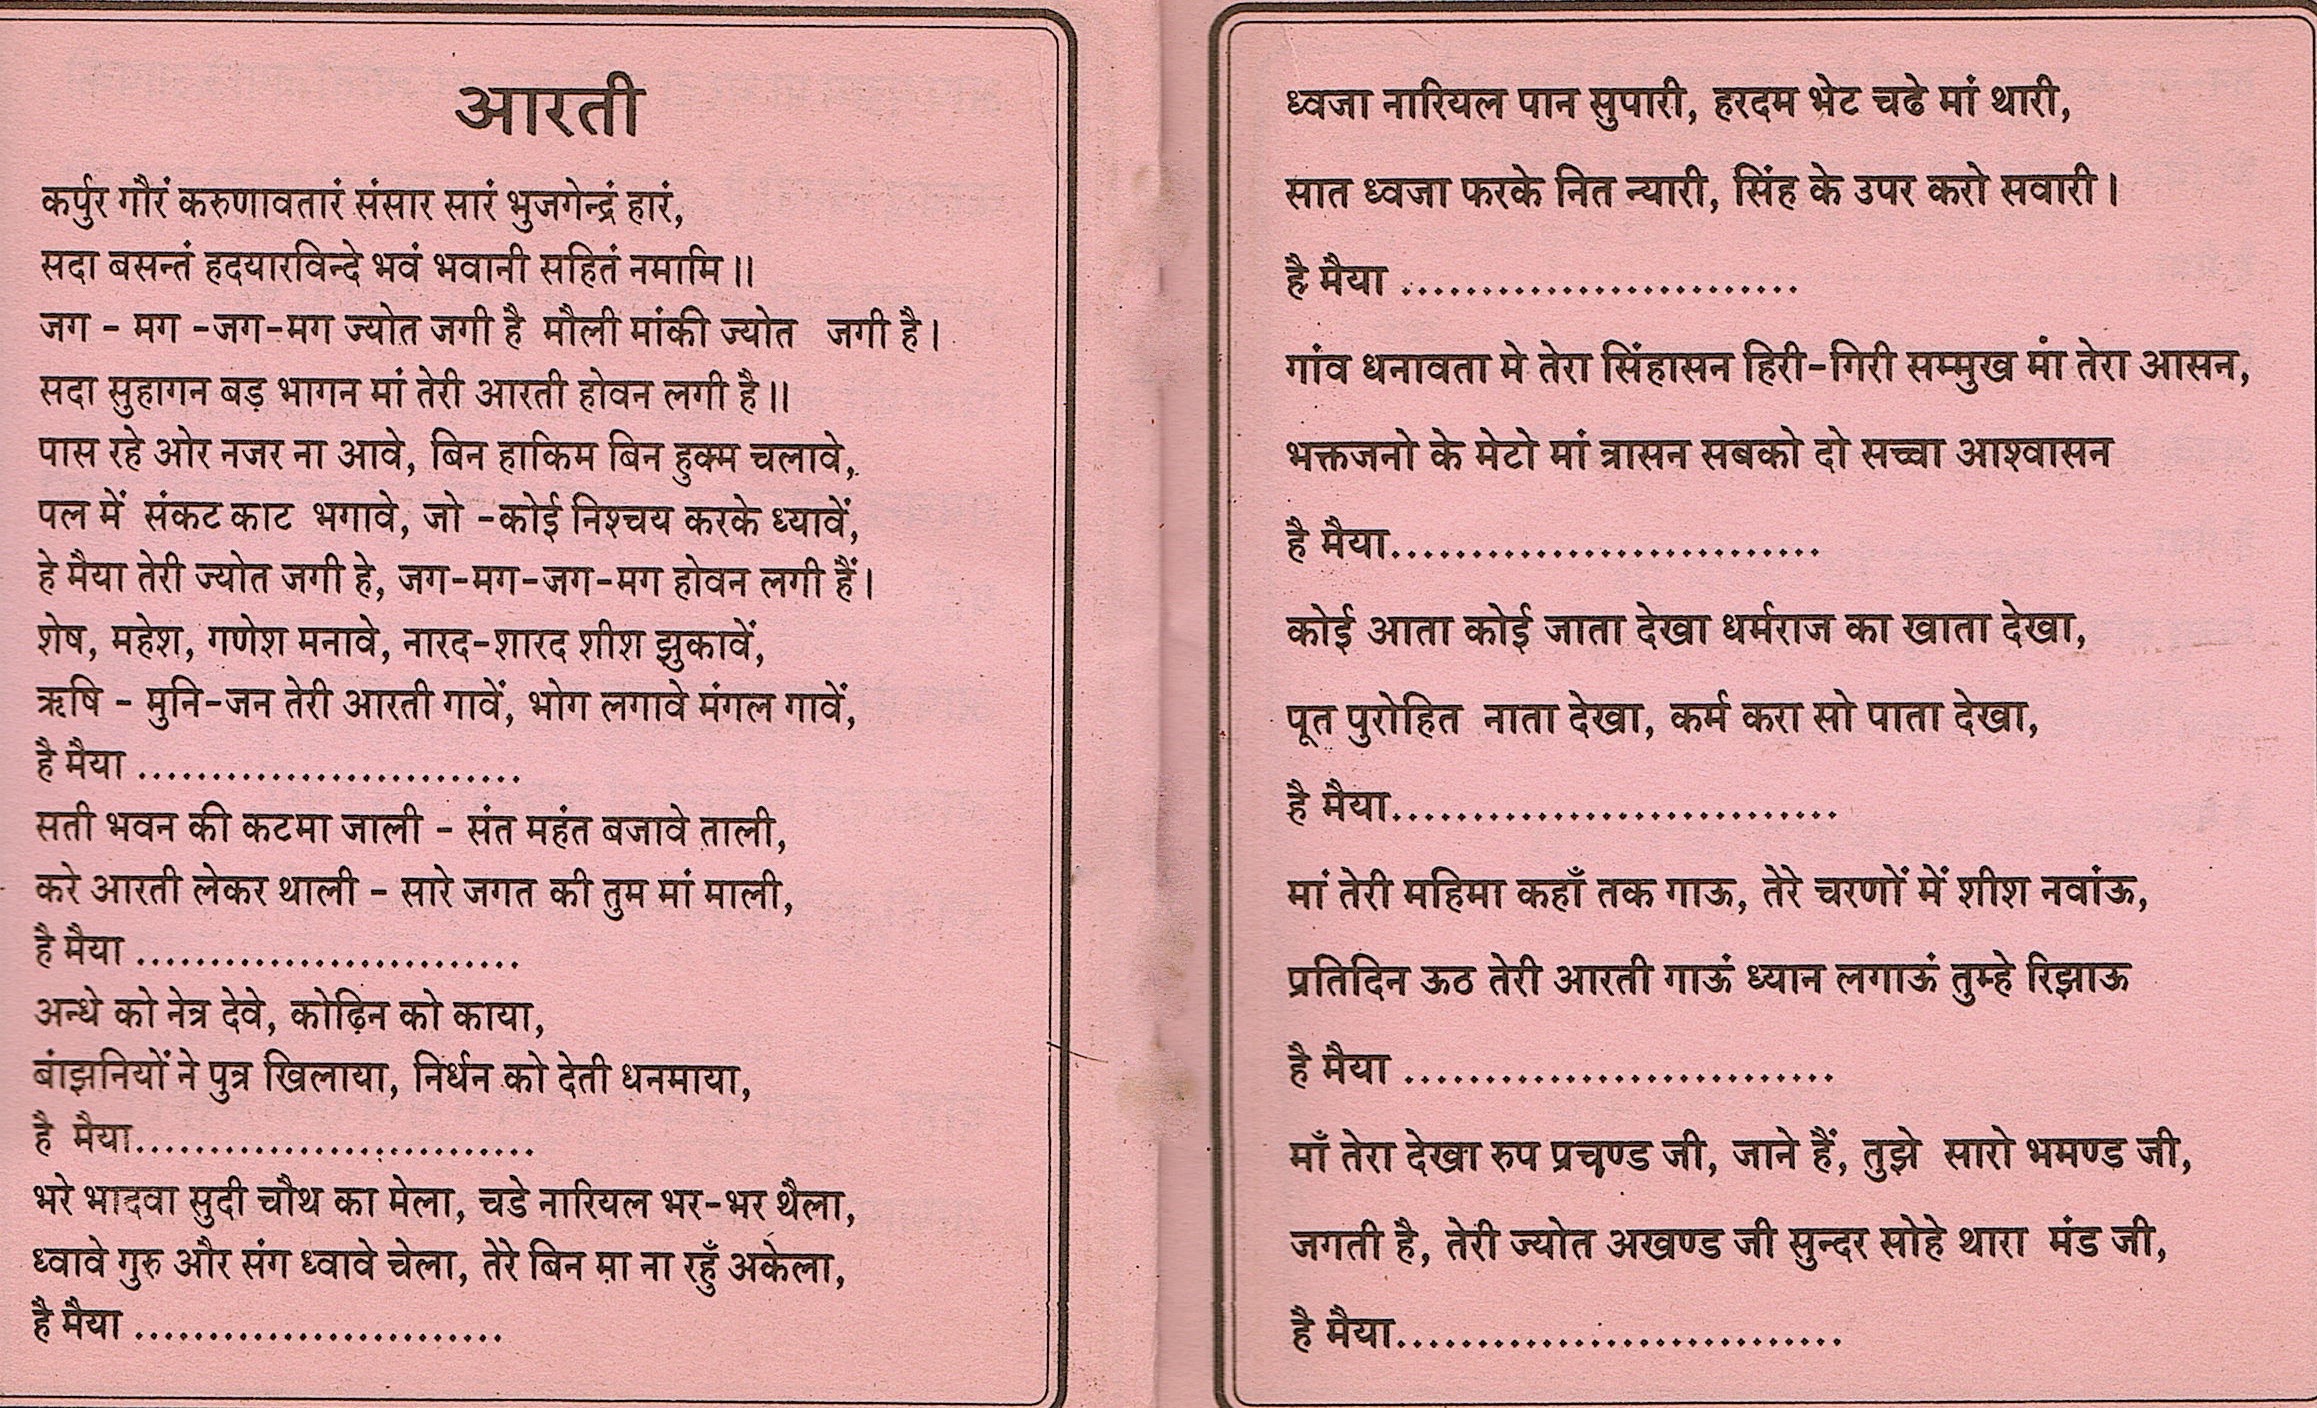 आरती
कर्पुर गौरं करुणावतारं संसार सारं भुजगेन्द्रं हारं,
सदा बसन्तं हदयारविन्दे भवं भवानी सहितं नमामि॥
जग - मग -जग-मग ज्योत जगी है मौली मांकी ज्योत जगी है।
सदा सुहागन बड़ भागन मां तेरी आरती होवन लगी है॥
पास रहे ओर नजर ना आवे, बिन हाकिम बिन हुक्म चलावे,
पल में संकट काट भगावे, जो -कोई निश्चय करके ध्यावें,
हे मैया तेरी ज्योत जगी हे, जग-मग-जग-मग होवन लगी हैं।
शेष, महेश, गणेश मनावे, नारद-शारद शीश झुकावें,
ऋषि - मुनि-जन तेरी आरती गावें, भोग लगावे मंगल गावें,
है मैया ..........................
सती भवन की कटमा जाली - संत महंत बजावे ताली,
करे आरती लेकर थाली - सारे जगत की तुम मां माली,
है मैया ..........................
अन्धे को नेत्र देवे, कोढ़िन को काया,
बांझनियों ने पुत्र खिलाया, निर्धन को देती धनमाया,
है मैया...........................
भरे भादवा सुदी चौथ का मेला, चडे नारियल भर-भर थैला,
ध्वावे गुरु और संग ध्वावे चेला, तेरे बिन मा ना रहुँ अकेला,
है मैया .........................
ध्वजा नारियल पान सुपारी, हरदम भेट चढे मां थारी,
सात ध्वजा फरके नित न्यारी, सिंह के उपर करो सवारी।
है मैया .........................
गांव धनावता मे तेरा सिंहासन हिरी-गिरी सम्मुख मां तेरा आसन,
भक्तजनो के मेटो मां त्रासन सबको दो सच्चा आश्वासन
है मैया...........................
कोई आता कोई जाता देखा धर्मराज का खाता देखा,
पूत पुरोहित नाता देखा, कर्म करा सो पाता देखा,
है मैया............................
मां तेरी महिमा कहाँ तक गाऊ, तेरे चरणों में शीश नवांऊ,
प्रतिदिन ऊठ तेरी आरती गाऊं ध्यान लगाऊं तुम्हे रिझाऊ
है मैया ...........................
माँ तेरा देखा रुप प्रचण्ड जी, जाने हैं, तुझे सारो भमण्ड जी,
जगती है, तेरी ज्योत अखण्ड जी सुन्दर सोहे थारा मंड जी,
है मैया............................